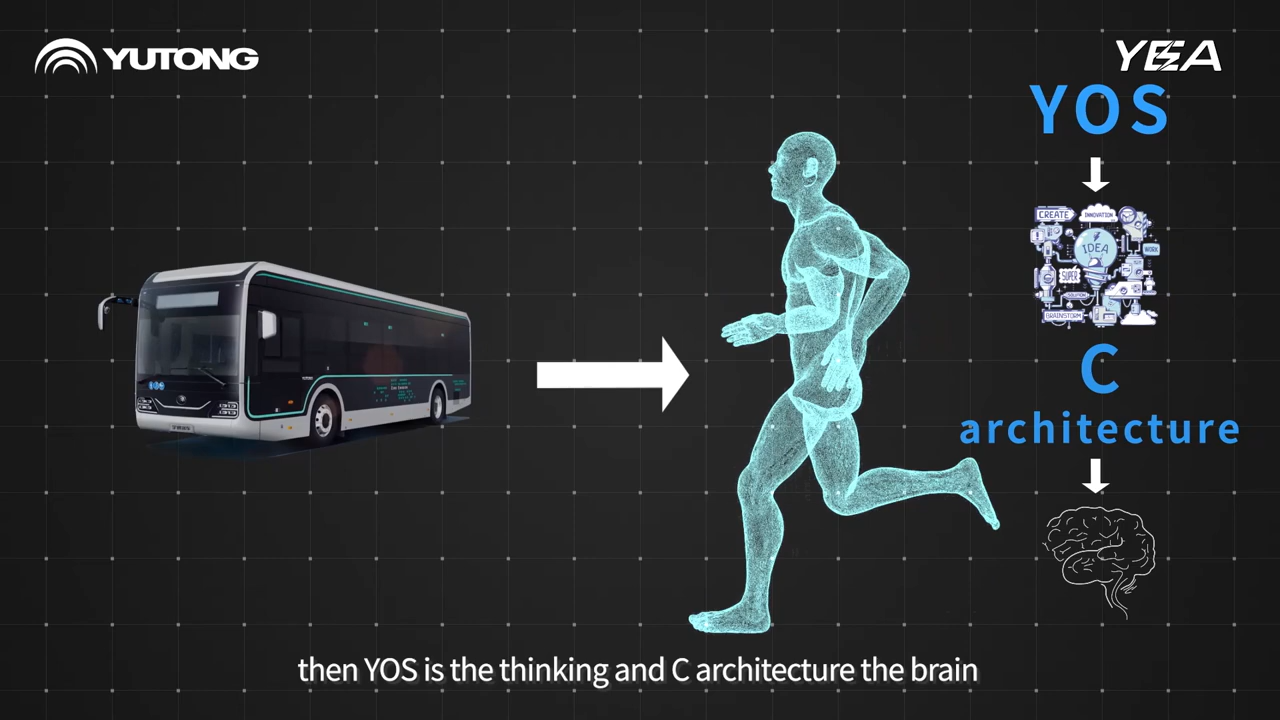 YUTONG
YEA
YOS
CREATE
INNOVATION
IDEA
WORK
SUPER
SOLUTION
BRAINSTORM
C
architecture
then YOS is the thinking and C architecture the brain